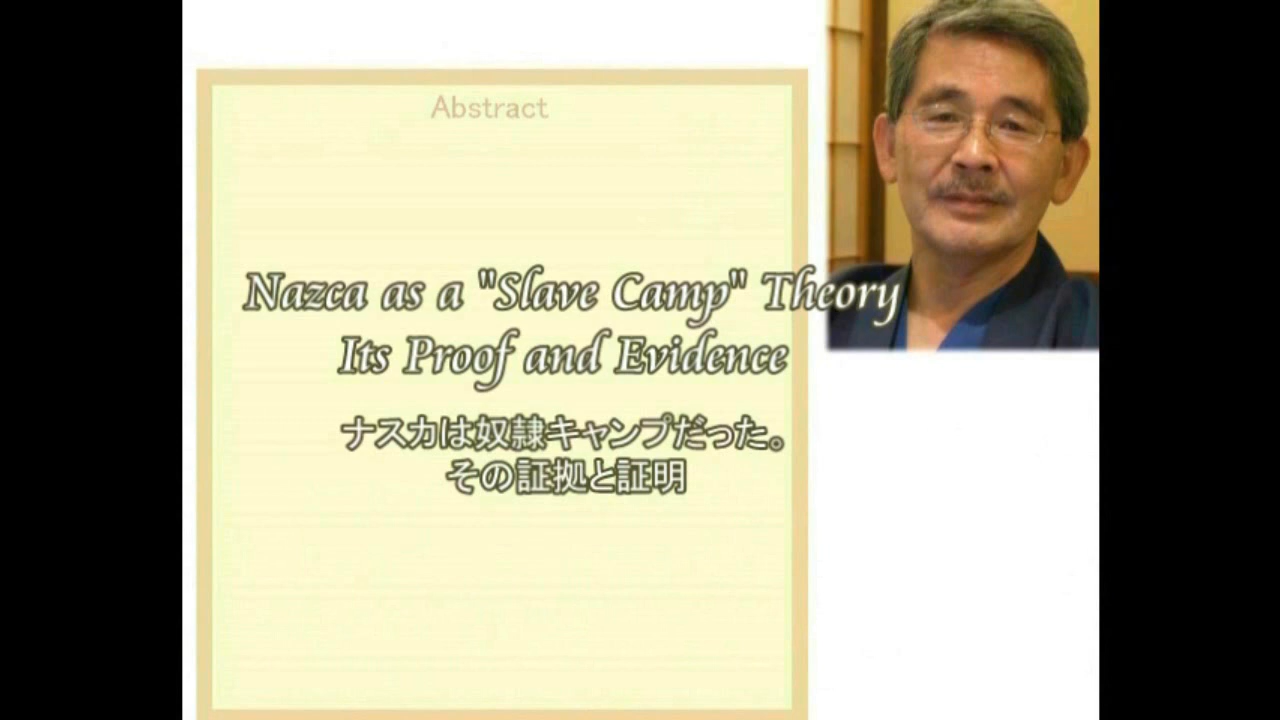 Abstract
Nazca as a "Slave Camp" Theory
Its Proof and Evidence
ナスカは奴隷キャンプだった。
その証拠と証明